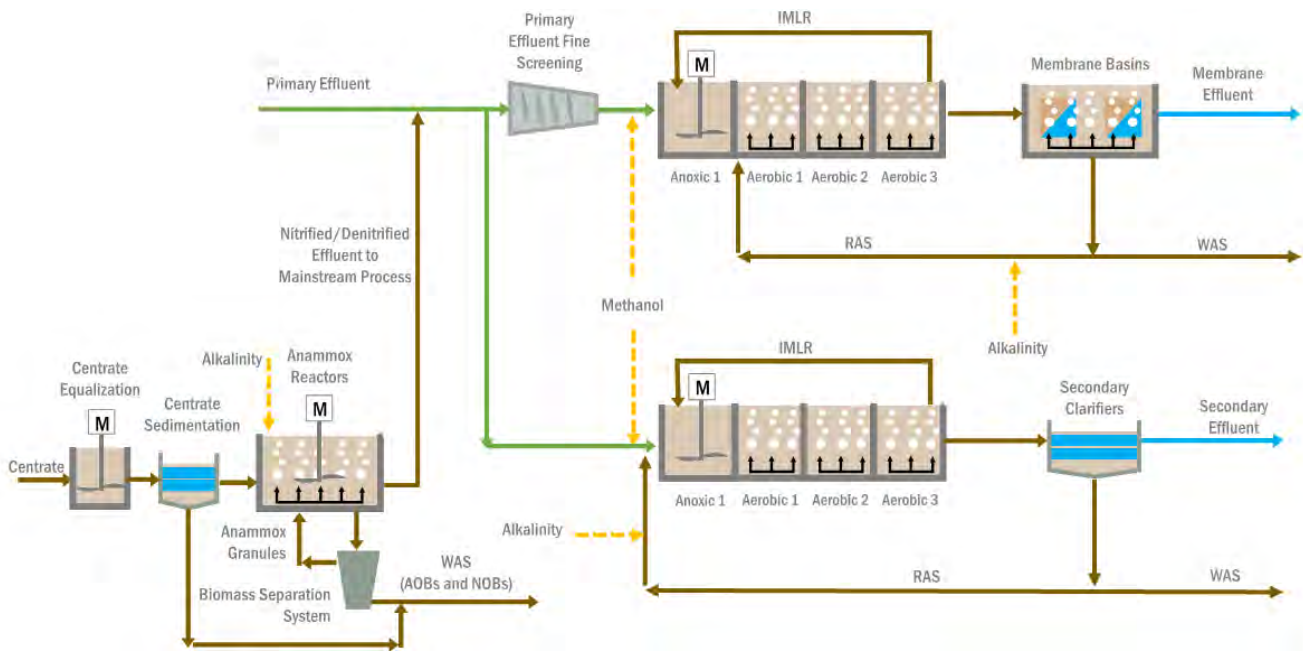 Primary
Effluent Fine
Screening
IMLR
M
Primary Effluent
Membrane Basins
Membrane
Effluent
Anoxic 1
Aerobic 1
Aerobic 2
Aerobic 3
Nitrified/Denitrified
Effluent to
Mainstream Process
RAS
WAS
Methanol
Alkalinity
IMLR
M
Secondary
Clarifiers
Secondary
Effluent
Anoxic 1
Aerobic 1
Aerobic 2
Aerobic 3
Alkalinity
RAS
WAS
Alkalinity
Anammox
Reactors
Centrate
Equalization
Centrate
Sedimentation
M
M
Centrate
Anammox
Granules
WAS
(AOBs and NOBs)
Biomass Separation
System